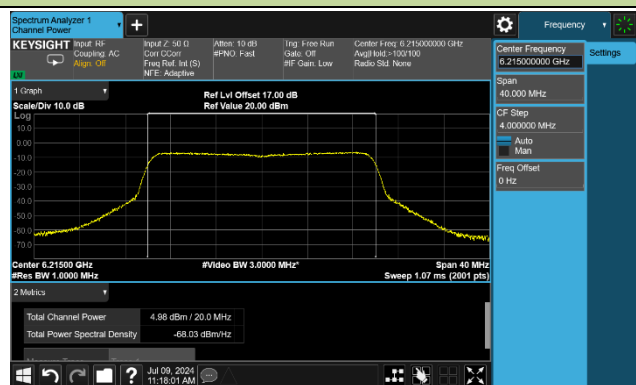 Spectrum Analyzer 1
Channel Power
Frequency
KEYSIGHT
Input: RF
Coupling: AC
Align: Off
Input Z: 50 Ω
Corr CCorr
Freq Ref: Int (S)
NFE: Adaptive
Atten: 10 dB
#PNO: Fast
Trig: Free Run
Gate: Off
#IF Gain: Low
Center Freq: 6.215000000 GHz
Avg|Hold:>100/100
Radio Std: None
Center Frequency
6.215000000 GHz
Settings
Span
40.000 MHz
CF Step
4.000000 MHz
Auto
Man
Freq Offset
0 Hz
1 Graph
Scale/Div 10.0 dB
Ref Lvl Offset 17.00 dB
Ref Value 20.00 dBm
Log
10.0
0.00
-10.0
-20.0
-30.0
-40.0
-50.0
-60.0
-70.0
Center 6.21500 GHz
#Video BW 3.0000 MHz*
Span 40 MHz
#Res BW 1.0000 MHz
Sweep 1.07 ms (2001 pts)
2 Metrics
Total Channel Power 4.98 dBm / 20.0 MHz
Total Power Spectral Density -68.03 dBm/Hz
Jul 09, 2024
11:18:01 AM